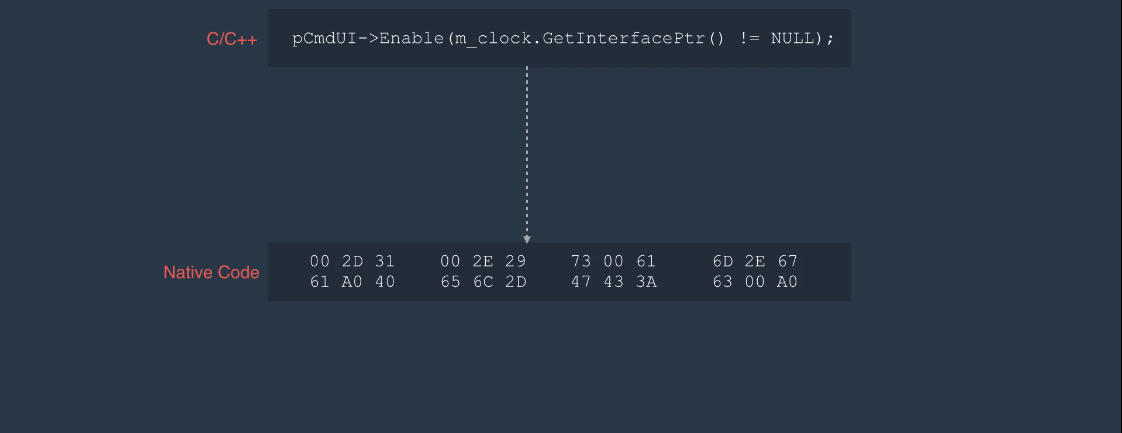 C/C++
pCmdUI->Enable(m_clock.GetInterfacePtr() != NULL);
Native Code
00 2D 31 00 2E 29 73 00 61 6D 2E 67
61 A0 40 65 6C 2D 47 43 3A 63 00 A0